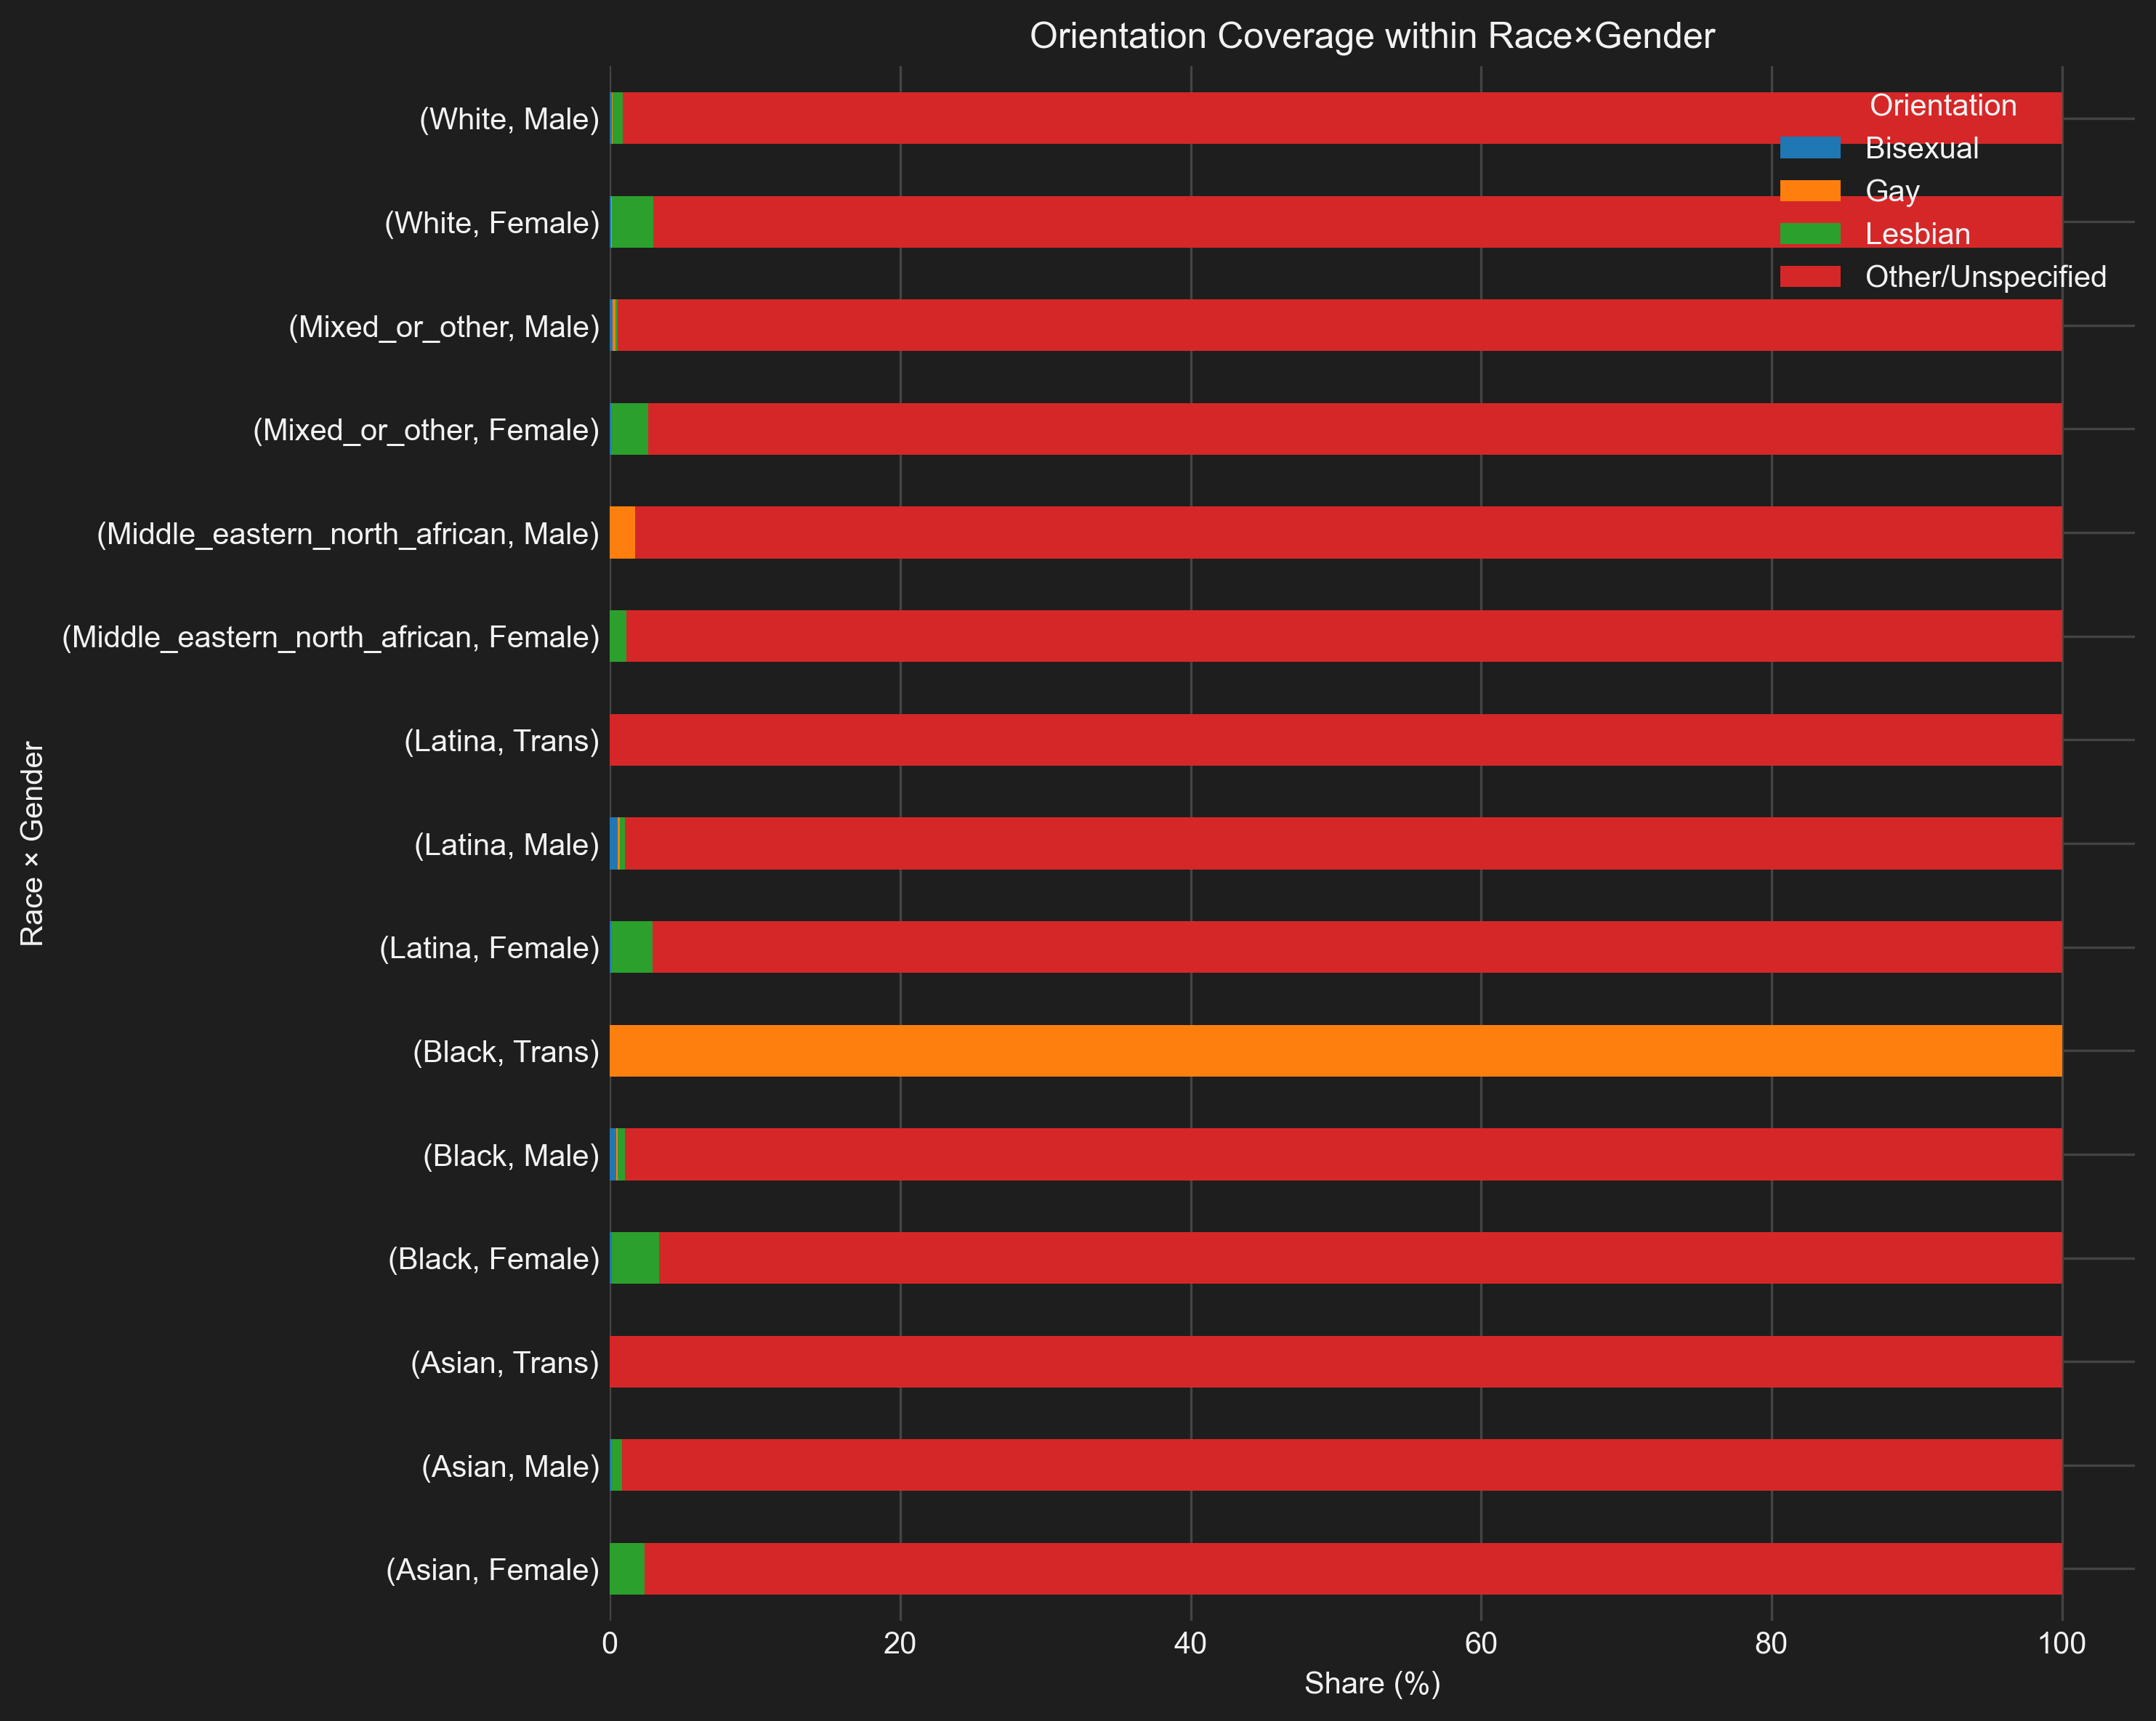 Orientation Coverage within Race×Gender
Orientation
Bisexual
Gay
Lesbian
Other/Unspecified
Race × Gender
(White, Male)
(White, Female)
(Mixed_or_other, Male)
(Mixed_or_other, Female)
(Middle_eastern_north_african, Male)
(Middle_eastern_north_african, Female)
(Latina, Trans)
(Latina, Male)
(Latina, Female)
(Black, Trans)
(Black, Male)
(Black, Female)
(Asian, Trans)
(Asian, Male)
(Asian, Female)
0 20 40 60 80 100
Share (%)